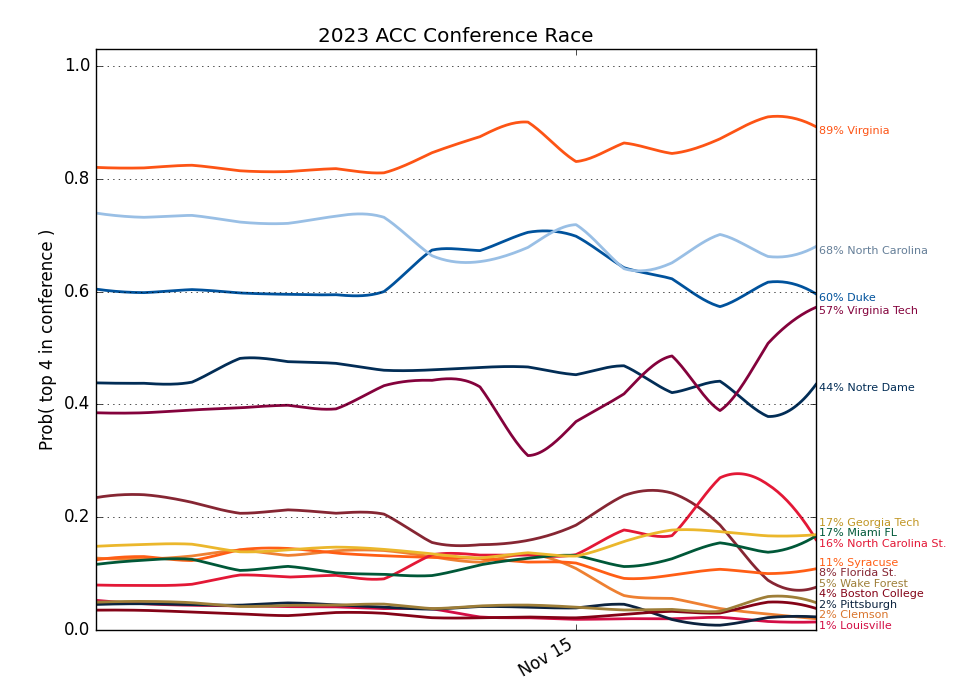 2023 ACC Conference Race
Prob( top 4 in conference )
1.0
0.8
0.6
0.4
0.2
0.0
Nov 15
89% Virginia
68% North Carolina
60% Duke
57% Virginia Tech
44% Notre Dame
17% Georgia Tech
17% Miami FL
16% North Carolina St.
11% Syracuse
8% Florida St.
5% Wake Forest
4% Boston College
2% Pittsburgh
2% Clemson
1% Louisville